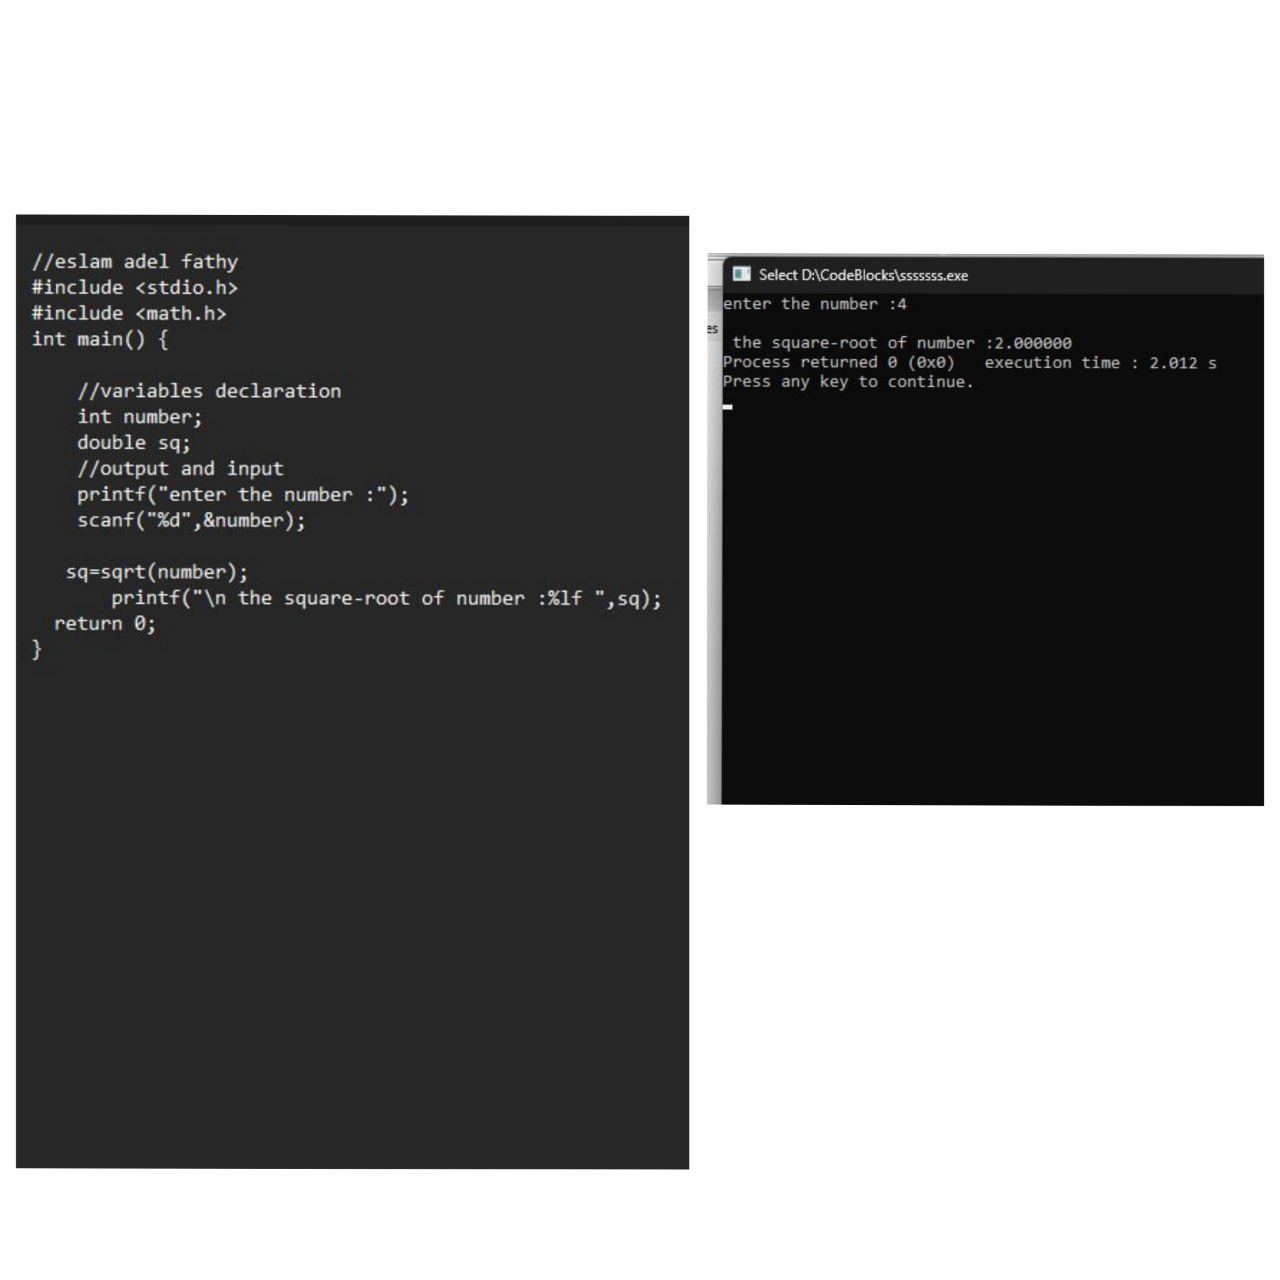 //eslam adel fathy
#include <stdio.h>
#include <math.h>
int main() {
//variables declaration
int number;
double sq;
//output and input
printf("enter the number :");
scanf("%d",&number);
sq=sqrt(number);
printf("\n the square-root of number :%lf ",sq);
return 0;
}
Select D:\CodeBlocks\sssssss.exe
enter the number :4
es
the square-root of number :2.000000
Process returned 0 (0x0)   execution time : 2.012 s
Press any key to continue.